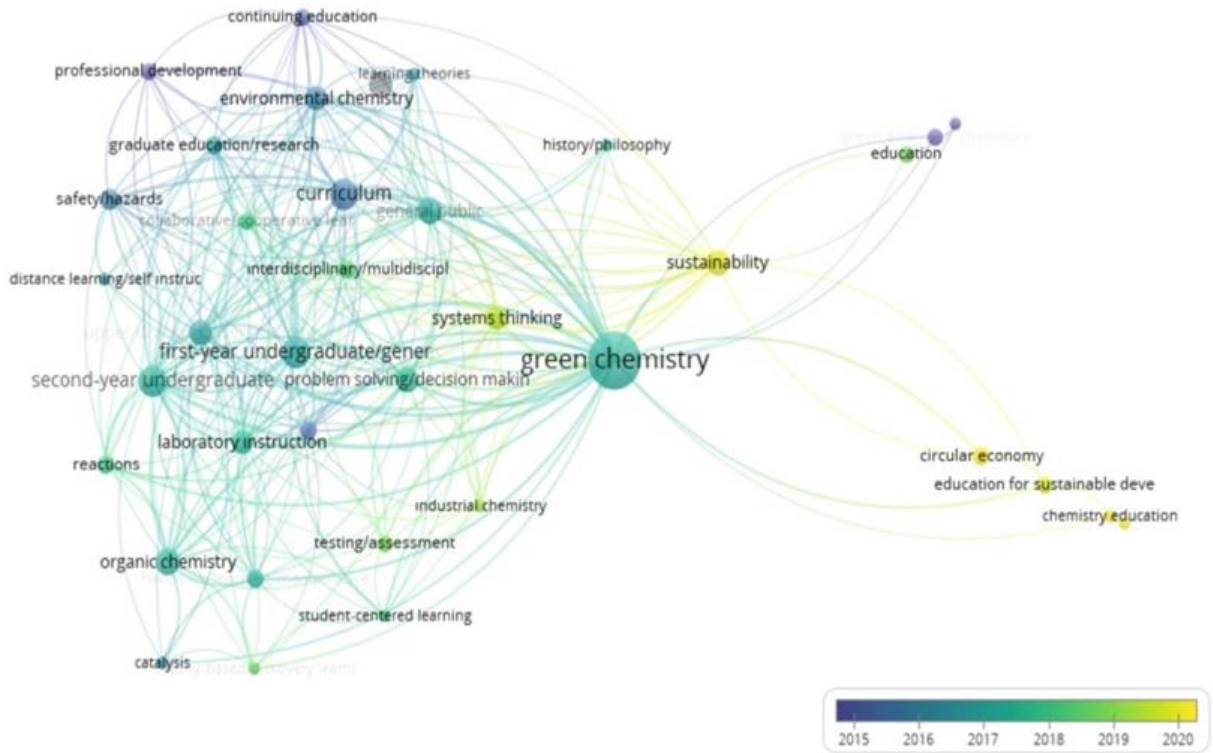 continuing education
professional development
learning theories
environmental chemistry
graduate education/research
history/philosophy
education
safety/hazards
curriculum
general public
collaborative/cooperative lear
sustainability
interdisciplinary/multidiscipl
distance learning/self instruc
systems thinking
first-year undergraduate/gener
green chemistry
second-year undergraduate
problem solving/decision makin
laboratory instruction
reactions
circular economy
education for sustainable deve
industrial chemistry
chemistry education
testing/assessment
organic chemistry
student-centered learning
catalysis
2015 2016 2017 2018 2019 2020